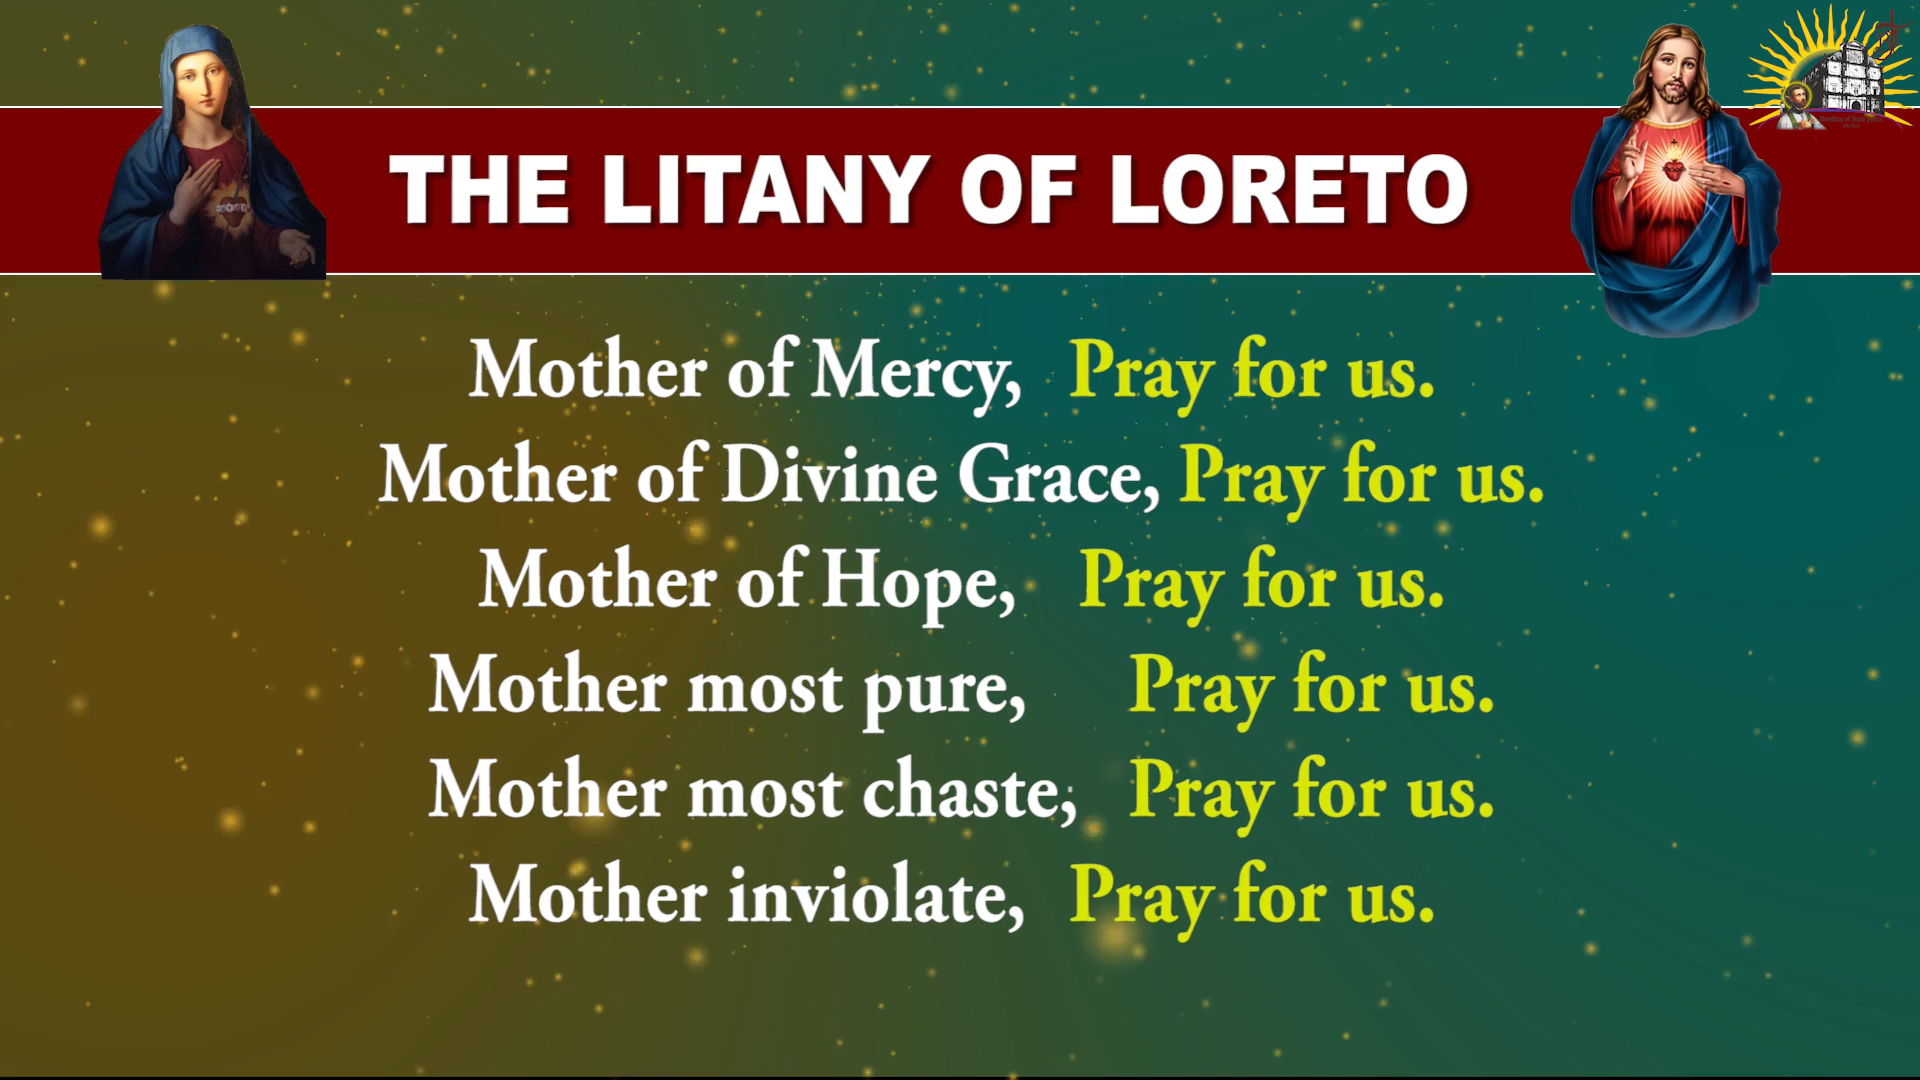 THE LITANY OF LORETO
Mother of Mercy, Pray for us.
Mother of Divine Grace, Pray for us.
Mother of Hope, Pray for us.
Mother most pure, Pray for us.
Mother most chaste, Pray for us.
Mother inviolate, Pray for us.